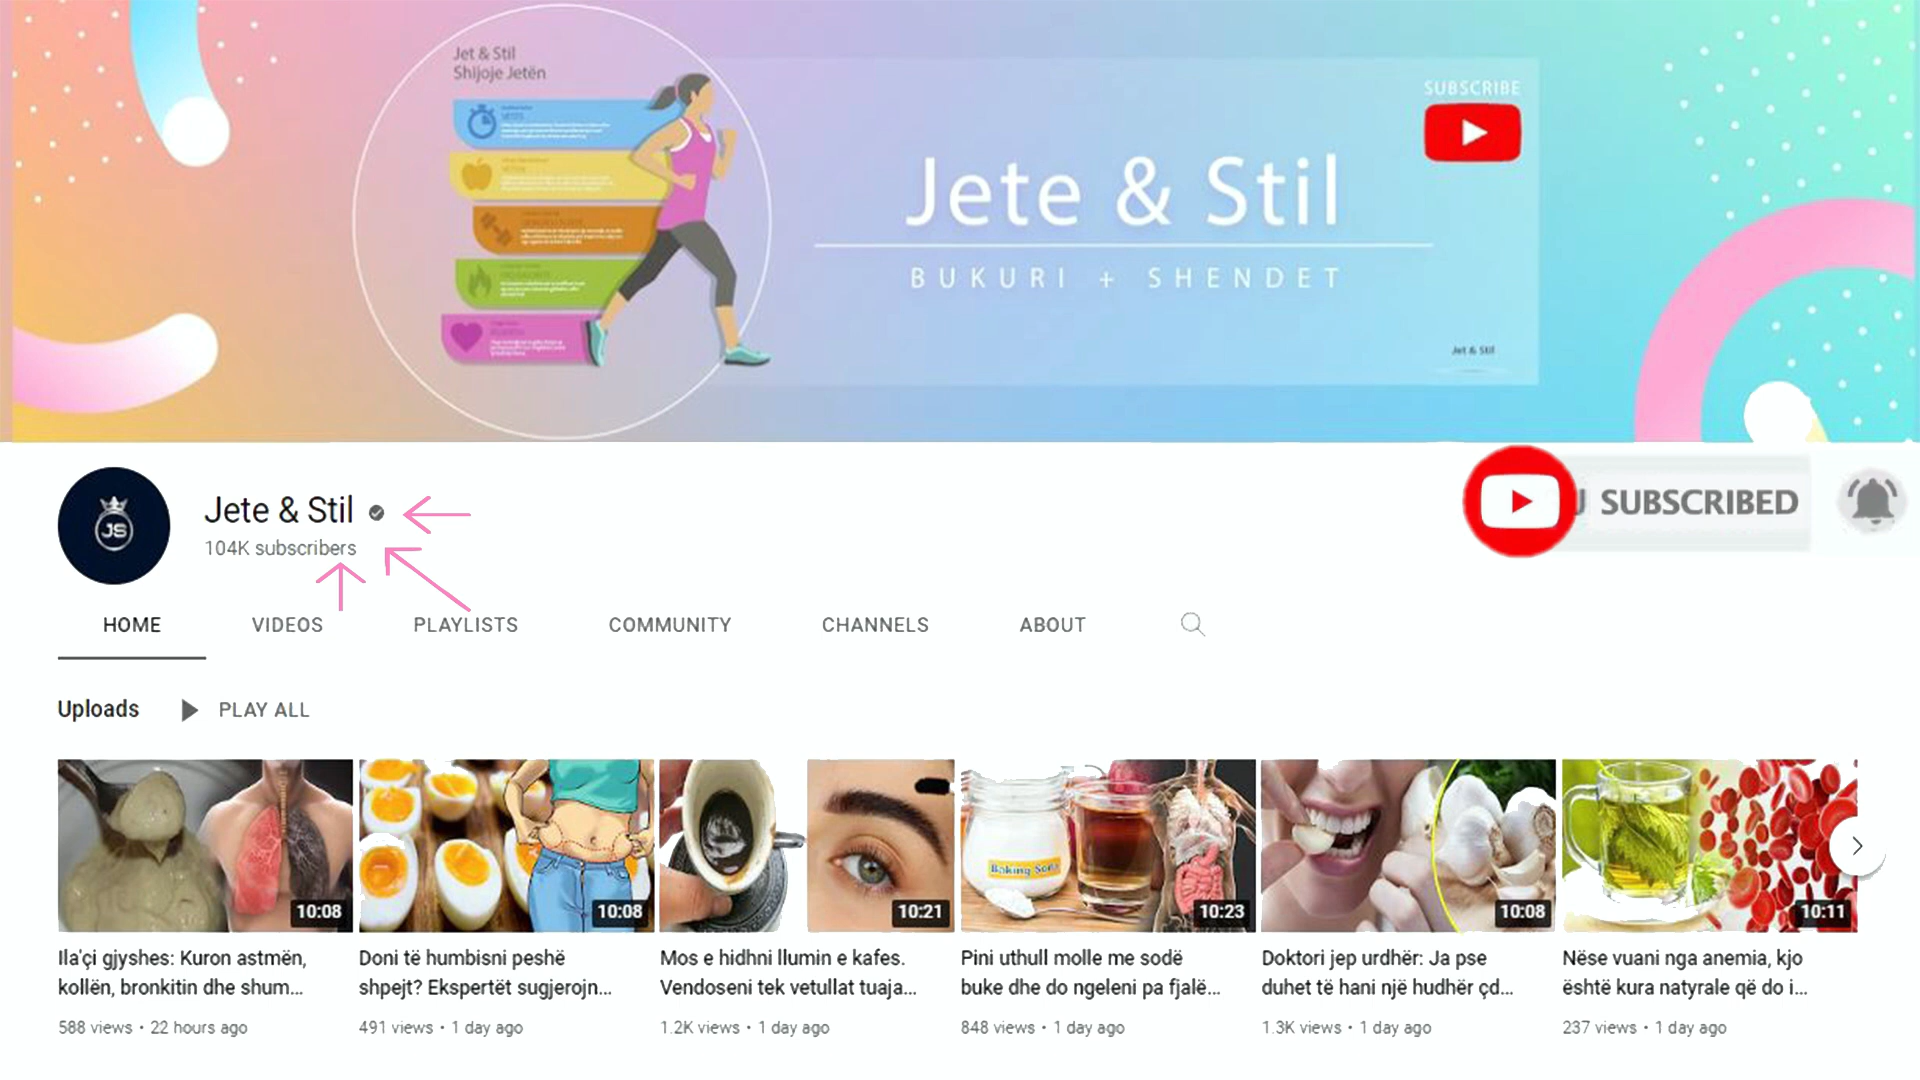 Jet & Stil
Shijoje Jetën
SUBSCRIBE
Jete & Stil
BUKURI + SHENDET
Jet & Stil
JS
Jete & Stil
104K subscribers
SUBSCRIBED
HOME VIDEOS PLAYLISTS COMMUNITY CHANNELS ABOUT
Uploads PLAY ALL
Baking Soda
10:08 10:08 10:21 10:23 10:08 10:11
Ila'çi gjyshes: Kuron astmën,
kollën, bronkitin dhe shum...
588 views • 22 hours ago
Doni të humbisni peshë
shpejt? Ekspertët sugjerojn...
491 views • 1 day ago
Mos e hidhni llumin e kafes.
Vendoseni tek vetullat tuaja...
1.2K views • 1 day ago
Pini uthull molle me sodë
buke dhe do ngeleni pa fjalë...
848 views • 1 day ago
Doktori jep urdhër: Ja pse
duhet të hani një hudhër çd...
1.3K views • 1 day ago
Nëse vuani nga anemia, kjo
është kura natyrale që do i...
237 views • 1 day ago